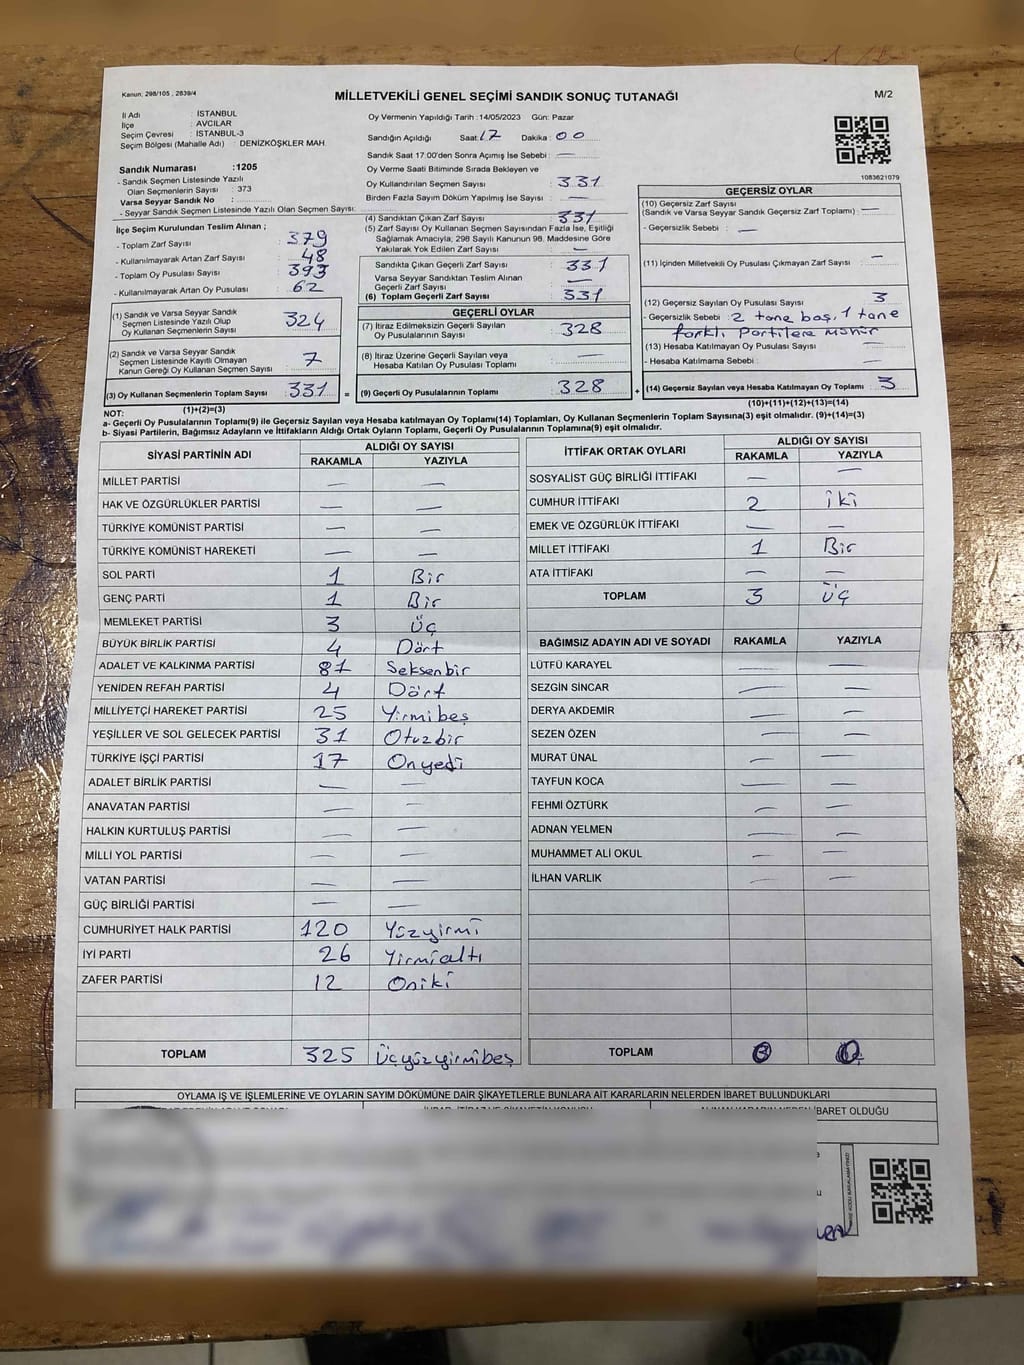 Kanun; 298/105 , 2839/4
MİLLETVEKİLİ GENEL SEÇİMİ SANDIK SONUÇ TUTANAĞI
M/2
İl Adı : İSTANBUL
İlçe : AVCILAR
Seçim Çevresi : İSTANBUL-3
Seçim Bölgesi (Mahalle Adı) : DENİZKÖŞKLER MAH.
Sandık Numarası :1205
- Sandık Seçmen Listesinde Yazılı
Olan Seçmenlerin Sayısı : 373
Varsa Seyyar Sandık No :
- Seyyar Sandık Seçmen Listesinde Yazılı Olan Seçmen Sayısı:
İlçe Seçim Kurulundan Teslim Alınan ;
- Toplam Zarf Sayısı : 379
- Kullanılmayarak Artan Zarf Sayısı : 48
- Toplam Oy Pusulası Sayısı : 393
- Kullanılmayarak Artan Oy Pusulası : 62
(1) Sandık ve Varsa Seyyar Sandık
Seçmen Listesinde Yazılı Olup
Oy Kullanan Seçmenlerin Sayısı : 324
(2) Sandık ve Varsa Seyyar Sandık
Seçmen Listesinde Kayıtlı Olmayan
Kanun Gereği Oy Kullanan Seçmen Sayısı : 7
(3) Oy Kullanan Seçmenlerin Toplam Sayısı : 331 =
(1)+(2)=(3)
Oy Vermenin Yapıldığı Tarih : 14/05/2023 Gün: Pazar
Sandığın Açıldığı Saat: 17 Dakika : 00
Sandık Saat 17.00'den Sonra Açılmış İse Sebebi : —
Oy Verme Saati Bitiminde Sırada Bekleyen ve
Oy Kullandırılan Seçmen Sayısı : 331
Birden Fazla Sayım Döküm Yapılmış İse Sayısı : —
(4) Sandıktan Çıkan Zarf Sayısı : 331
(5) Zarf Sayısı Oy Kullanan Seçmen Sayısından Fazla İse, Eşitliği
Sağlamak Amacıyla; 298 Sayılı Kanunun 98. Maddesine Göre
Yakılarak Yok Edilen Zarf Sayısı : —
Sandıkta Çıkan Geçerli Zarf Sayısı : 331
Varsa Seyyar Sandıktan Teslim Alınan
Geçerli Zarf Sayısı : —
(6) Toplam Geçerli Zarf Sayısı : 331
GEÇERLİ OYLAR
(7) İtiraz Edilmeksizin Geçerli Sayılan
Oy Pusulalarının Sayısı : 328
(8) İtiraz Üzerine Geçerli Sayılan veya
Hesaba Katılan Oy Pusulası Toplamı : —
(9) Geçerli Oy Pusulalarının Toplamı : 328 +
1083621079
GEÇERSİZ OYLAR
(10) Geçersiz Zarf Sayısı
(Sandık ve Varsa Seyyar Sandık Geçersiz Zarf Toplamı) : —
- Geçersizlik Sebebi : —
(11) İçinden Milletvekili Oy Pusulası Çıkmayan Zarf Sayısı : —
(12) Geçersiz Sayılan Oy Pusulası Sayısı : 3
- Geçersizlik Sebebi : 2 tane boş, 1 tane
farklı Partilere mühür
(13) Hesaba Katılmayan Oy Pusulası Sayısı : —
- Hesaba Katılmama Sebebi : —
(14) Geçersiz Sayılan veya Hesaba Katılmayan Oy Toplamı : 3
(10)+(11)+(12)+(13)=(14)
NOT:
a- Geçerli Oy Pusulalarının Toplamı(9) ile Geçersiz Sayılan veya Hesaba katılmayan Oy Toplamı(14) Toplamları, Oy Kullanan Seçmenlerin Toplam Sayısına(3) eşit olmalıdır. (9)+(14)=(3)
b- Siyasi Partilerin, Bağımsız Adayların ve İttifakların Aldığı Ortak Oyların Toplamı, Geçerli Oy Pusulalarının Toplamına(9) eşit olmalıdır.
SİYASİ PARTİNİN ADI ALDIĞI OY SAYISI
RAKAMLA YAZIYLA
MİLLET PARTİSİ — —
HAK VE ÖZGÜRLÜKLER PARTİSİ — —
TÜRKİYE KOMÜNİST PARTİSİ — —
TÜRKİYE KOMÜNİST HAREKETİ — —
SOL PARTİ 1 Bir
GENÇ PARTİ 1 Bir
MEMLEKET PARTİSİ 3 Üç
BÜYÜK BİRLİK PARTİSİ 4 Dört
ADALET VE KALKINMA PARTİSİ 81 Seksenbir
YENİDEN REFAH PARTİSİ 4 Dört
MİLLİYETÇİ HAREKET PARTİSİ 25 Yirmibeş
YEŞİLLER VE SOL GELECEK PARTİSİ 31 Otuzbir
TÜRKİYE İŞÇİ PARTİSİ 17 Onyedi
ADALET BİRLİK PARTİSİ — —
ANAVATAN PARTİSİ — —
HALKIN KURTULUŞ PARTİSİ — —
MİLLİ YOL PARTİSİ — —
VATAN PARTİSİ — —
GÜÇ BİRLİĞİ PARTİSİ — —
CUMHURİYET HALK PARTİSİ 120 Yüzyirmi
İYİ PARTİ 26 Yirmialtı
ZAFER PARTİSİ 12 Oniki
TOPLAM 325 Üçyüzyirmibeş
İTTİFAK ORTAK OYLARI ALDIĞI OY SAYISI
RAKAMLA YAZIYLA
SOSYALİST GÜÇ BİRLİĞİ İTTİFAKI — —
CUMHUR İTTİFAKI 2 iki
EMEK VE ÖZGÜRLÜK İTTİFAKI — —
MİLLET İTTİFAKI 1 Bir
ATA İTTİFAKI — —
TOPLAM 3 üç
BAĞIMSIZ ADAYIN ADI VE SOYADI RAKAMLA YAZIYLA
LÜTFÜ KARAYEL — —
SEZGİN SİNCAR — —
DERYA AKDEMİR — —
SEZEN ÖZEN — —
MURAT ÜNAL — —
TAYFUN KOCA — —
FEHMİ ÖZTÜRK — —
ADNAN YELMEN — —
MUHAMMET ALİ OKUL — —
İLHAN VARLIK — —
TOPLAM
OYLAMA İŞ VE İŞLEMLERİNE VE OYLARIN SAYIM DÖKÜMÜNE DAİR ŞİKAYETLERLE BUNLARA AİT KARARLARIN NELERDEN İBARET BULUNDUKLARI
İBARET OLDUĞU